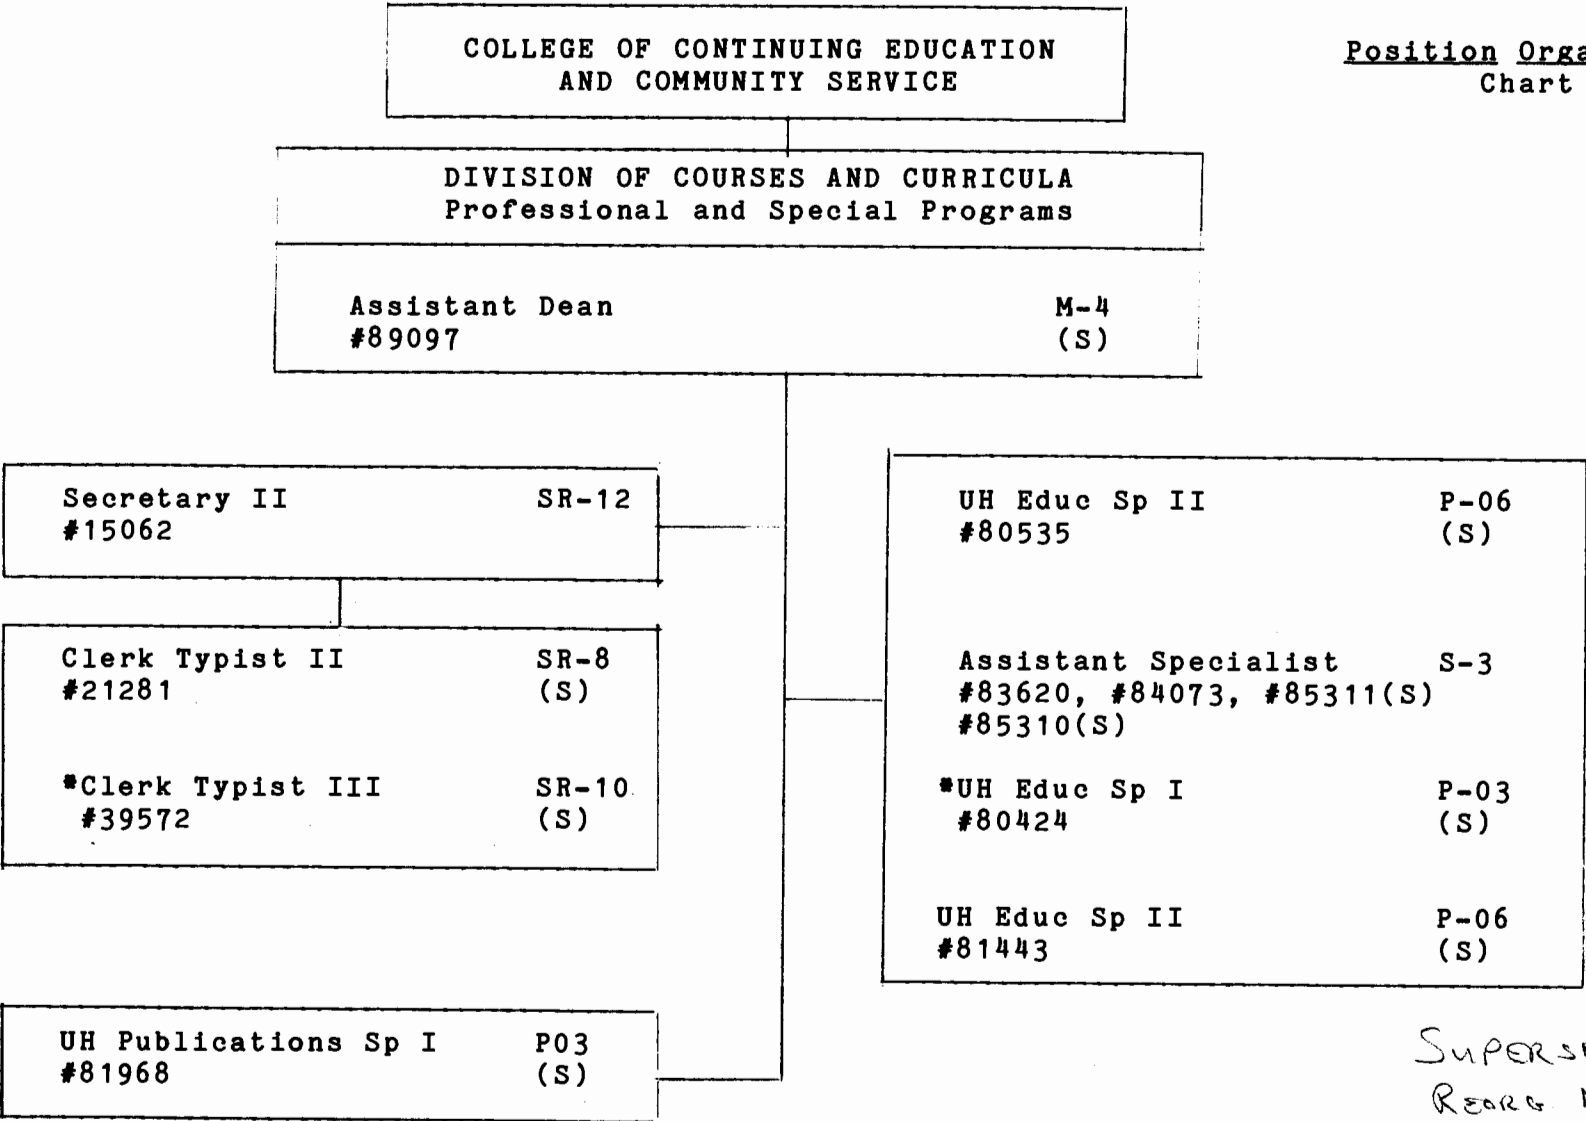 COLLEGE OF CONTINUING EDUCATION
AND COMMUNITY SERVICE
Position
Chart
DIVISION OF COURSES AND CURRICULA
Professional and Special Programs
Assistant Dean M-4
#89097 (S)
Secretary II SR-12
#15062
Clerk Typist II SR-8
#21281 (S)
*Clerk Typist III SR-10
#39572 (S)
UH Publications Sp I P03
#81968 (S)
UH Educ Sp II P-06
#80535 (S)
Assistant Specialist S-3
#83620, #84073, #85311(S)
#85310(S)
*UH Educ Sp I P-03
#80424 (S)
UH Educ Sp II P-06
#81443 (S)
REORG